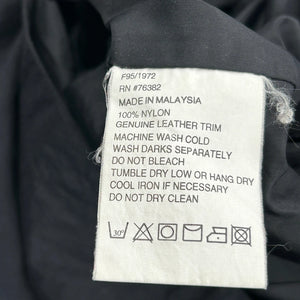 F95/1972
RN #76382
MADE IN MALAYSIA
100% NYLON
GENUINE LEATHER TRIM
MACHINE WASH COLD
WASH DARKS SEPARATELY
DO NOT BLEACH
TUMBLE DRY LOW OR HANG DRY
COOL IRON IF NECESSARY
DO NOT DRY CLEAN
30°